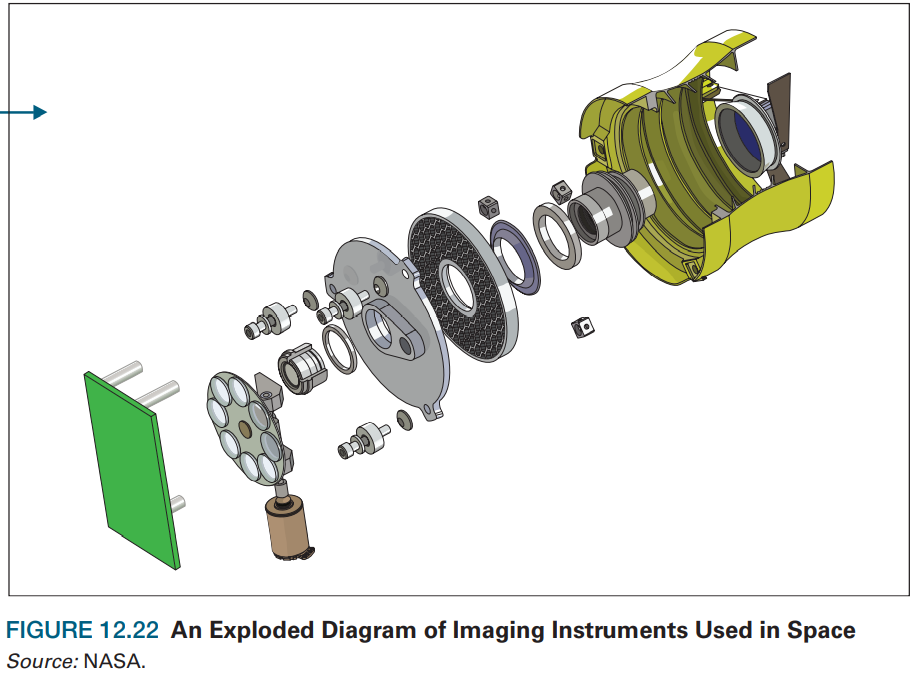 FIGURE 12.22 An Exploded Diagram of Imaging Instruments Used in Space
Source: NASA.